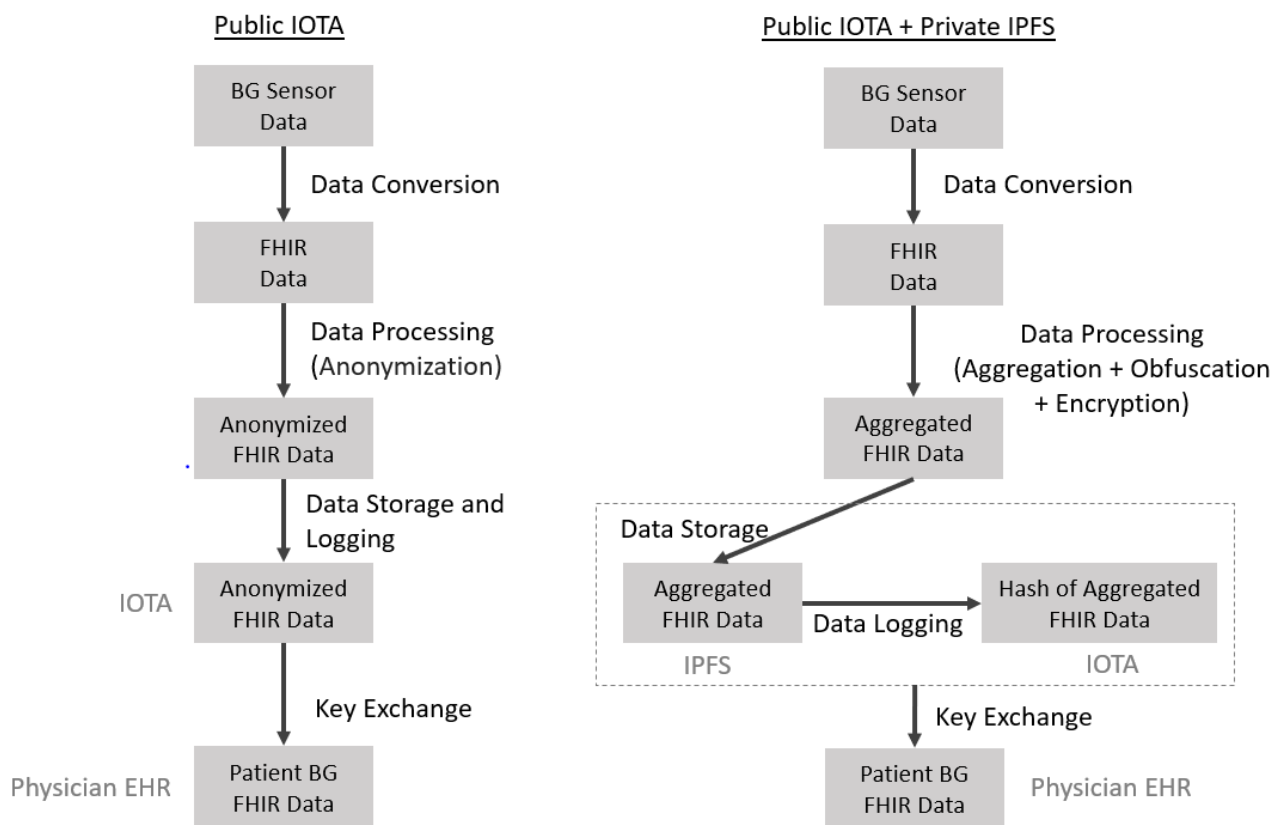 Public IOTA
BG Sensor
Data
Data Conversion
FHIR
Data
Data Processing
(Anonymization)
Anonymized
FHIR Data
Data Storage and
Logging
IOTA
Anonymized
FHIR Data
Key Exchange
Physician EHR
Patient BG
FHIR Data
Public IOTA + Private IPFS
BG Sensor
Data
Data Conversion
FHIR
Data
Data Processing
(Aggregation + Obfuscation
+ Encryption)
Aggregated
FHIR Data
Data Storage
Aggregated
FHIR Data
IPFS
Data Logging
Hash of Aggregated
FHIR Data
IOTA
Key Exchange
Patient BG
FHIR Data
Physician EHR